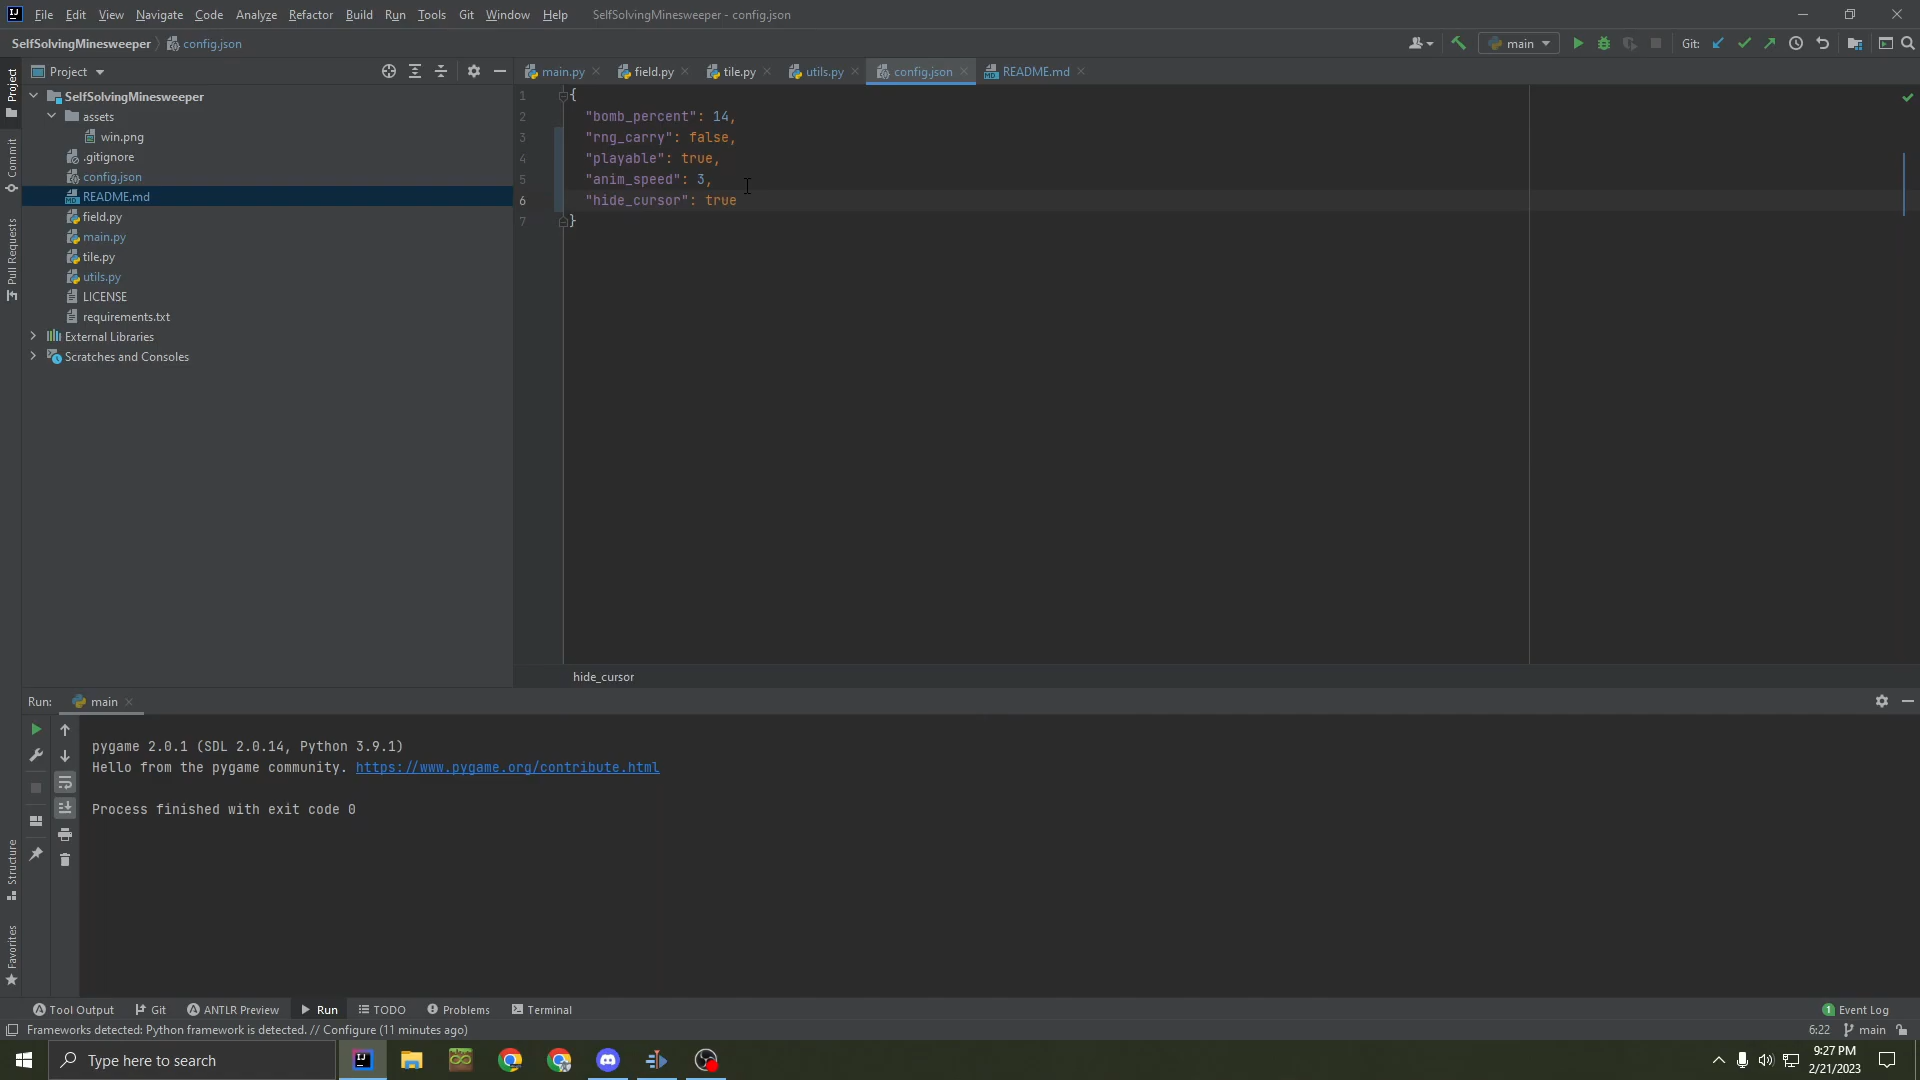 File Edit View Navigate Code Analyze Refactor Build Run Tools Git Window Help SelfSolvingMinesweeper - config.json
SelfSolvingMinesweeper config.json
main
Git:
Project
main.py
field.py
tile.py
utils.py
config.json
README.md
SelfSolvingMinesweeper
assets
win.png
.gitignore
config.json
README.md
field.py
main.py
tile.py
utils.py
LICENSE
requirements.txt
External Libraries
Scratches and Consoles
Project
Commit
Pull Requests
Structure
Favorites
1 {
2 "bomb_percent": 14,
3 "rng_carry": false,
4 "playable": true,
5 "anim_speed": 3,
6 "hide_cursor": true
7 }
hide_cursor
Run: main
pygame 2.0.1 (SDL 2.0.14, Python 3.9.1)
Hello from the pygame community. https://www.pygame.org/contribute.html
Process finished with exit code 0
Tool Output Git ANTLR Preview Run TODO Problems Terminal
1 Event Log
Frameworks detected: Python framework is detected. // Configure (11 minutes ago)
6:22 main
Type here to search
9:27 PM
2/21/2023